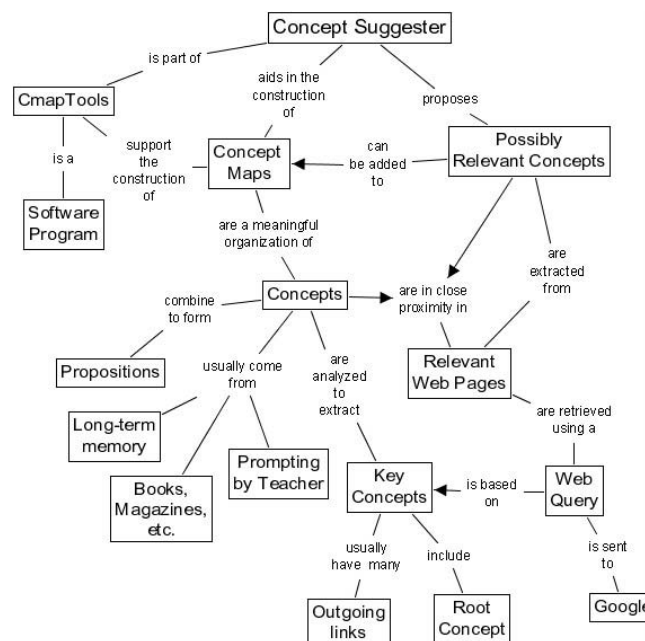 Concept Suggester
is part of
aids in the
construction
of
proposes
CmapTools
is a
support
the
construction
of
Concept
Maps
can
be added
to
Possibly
Relevant Concepts
Software
Program
are a meaningful
organization of
are
extracted
from
Concepts
are in close
proximity in
combine
to form
Propositions
usually come
from
are
analyzed
to
extract
Relevant
Web Pages
Long-term
memory
Books,
Magazines,
etc.
Prompting
by Teacher
are retrieved
using a
Key
Concepts
is based
on
Web
Query
usually
have many
include
is sent
to
Outgoing
links
Root
Concept
Google